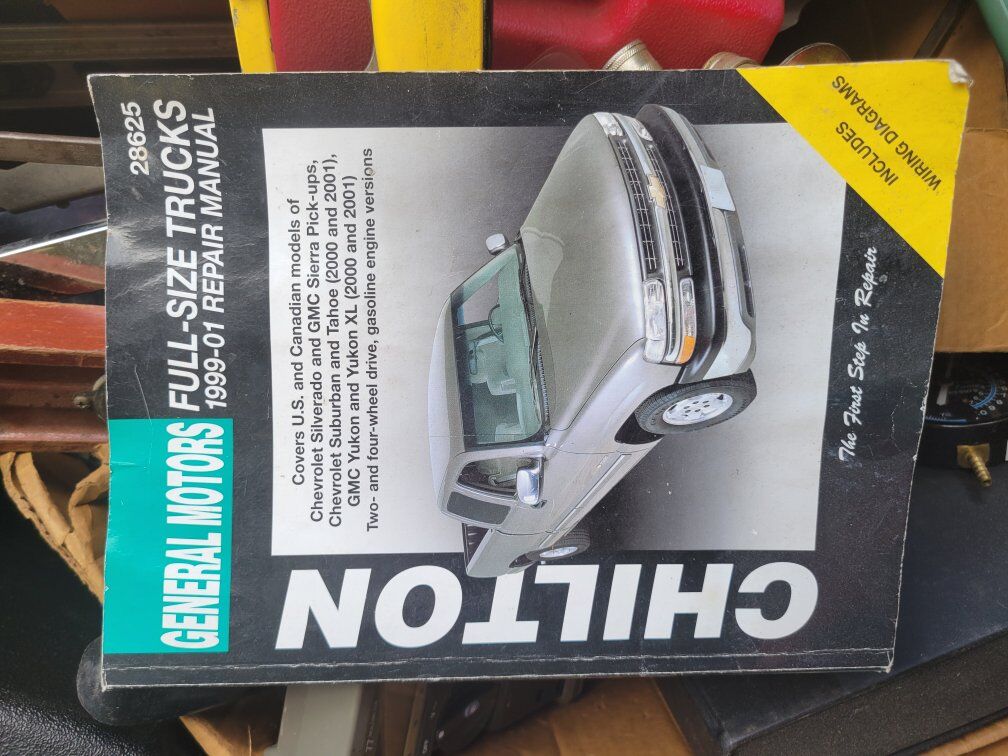 28625
GENERAL MOTORS FULL-SIZE TRUCKS
1999-01 REPAIR MANUAL
Covers U.S. and Canadian models of
Chevrolet Silverado and GMC Sierra Pick-ups,
Chevrolet Suburban and Tahoe (2000 and 2001),
GMC Yukon and Yukon XL (2000 and 2001)
Two- and four-wheel drive, gasoline engine versions
CHILTON
The First Step In Repair
INCLUDES
WIRING DIAGRAMS